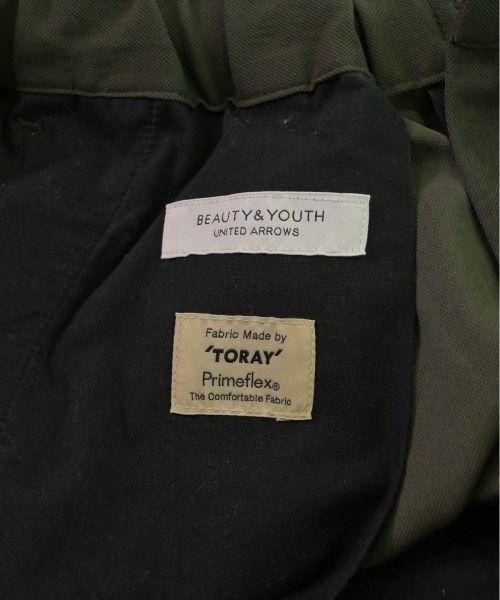 BEAUTY&YOUTH
UNITED ARROWS
Fabric Made by
'TORAY'
Primeflex®
The Comfortable Fabric